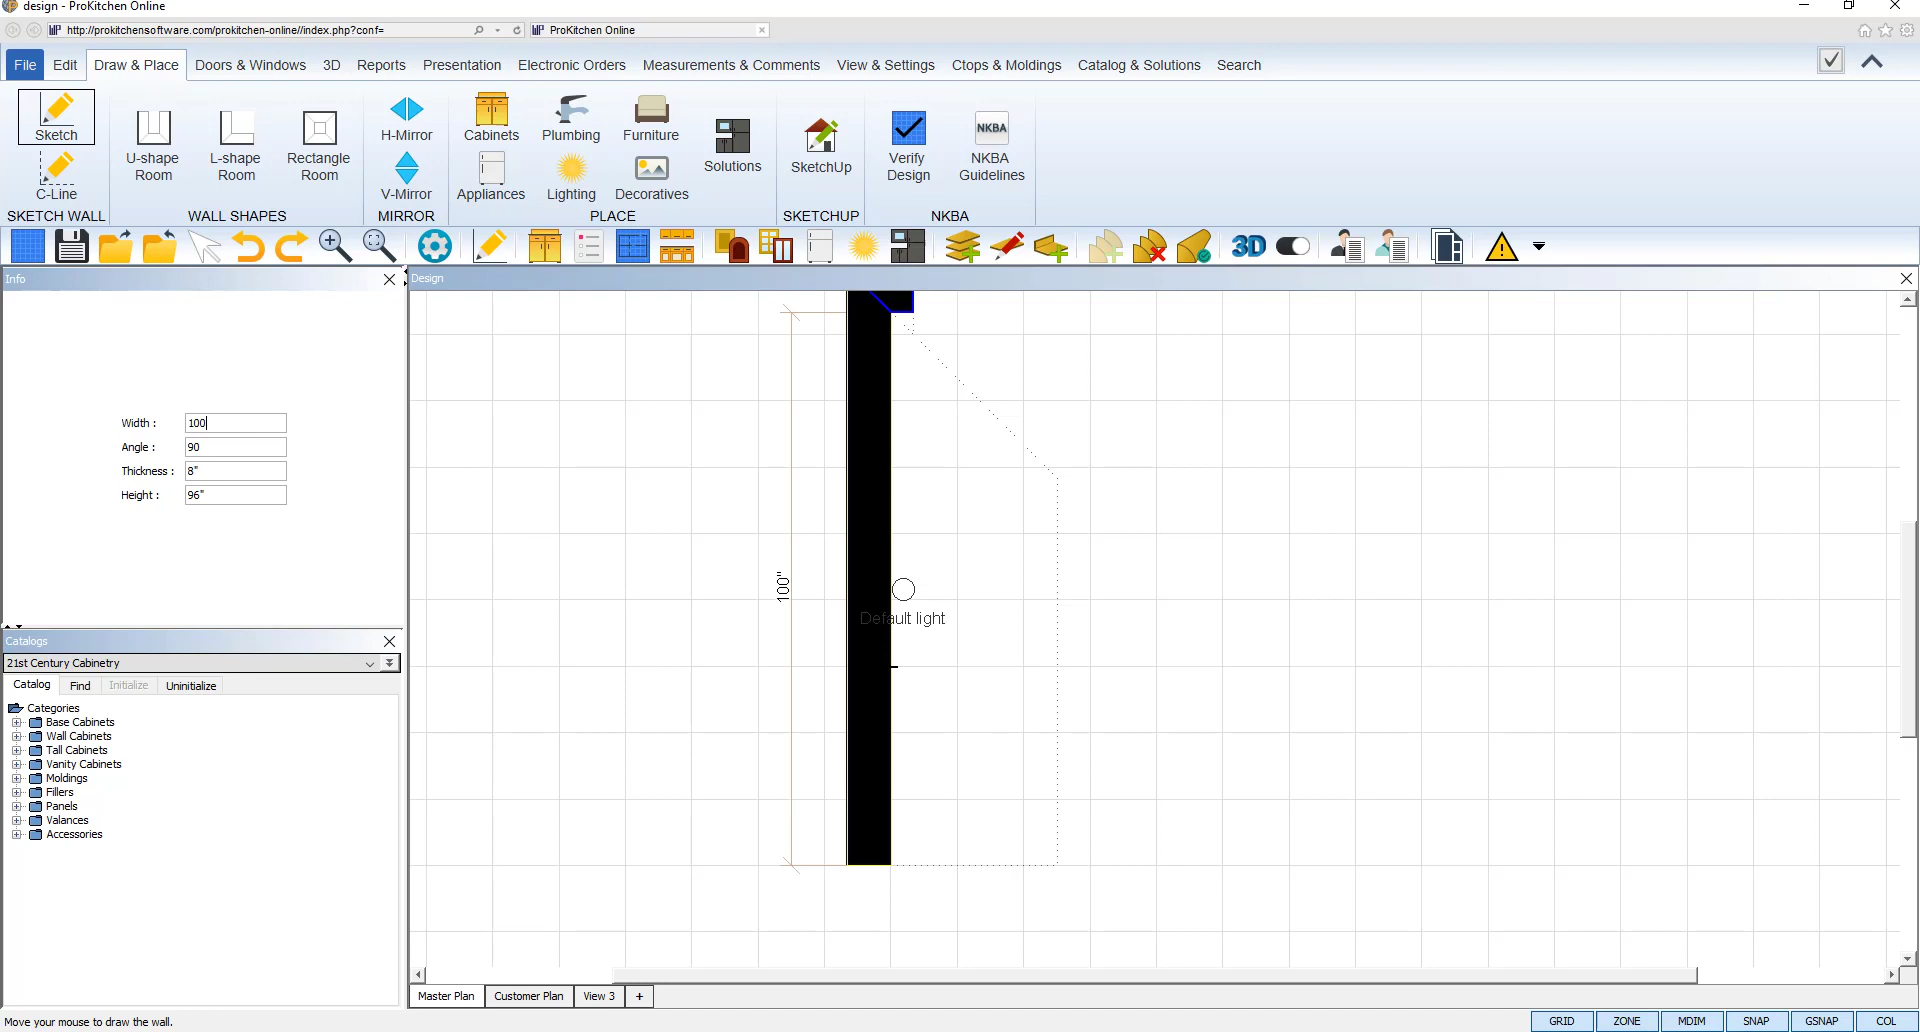 design - ProKitchen Online
http://prokitchensoftware.com/prokitchen-online//index.php?conf=
ProKitchen Online
File Edit Draw & Place Doors & Windows 3D Reports Presentation Electronic Orders Measurements & Comments View & Settings Ctops & Moldings Catalog & Solutions Search
Sketch
C-Line
SKETCH WALL
U-shape Room
L-shape Room
Rectangle Room
WALL SHAPES
H-Mirror
V-Mirror
MIRROR
Cabinets
Plumbing
Furniture
Appliances
Lighting
Decoratives
Solutions
PLACE
SketchUp
SKETCHUP
Verify Design
NKBA
NKBA Guidelines
NKBA
3D
Info
Design
Width : 100
Angle : 90
Thickness : 8"
Height : 96"
100"
Default light
Catalogs
21st Century Cabinetry
Catalog Find Initialize Uninitialize
Categories
Base Cabinets
Wall Cabinets
Tall Cabinets
Vanity Cabinets
Moldings
Fillers
Panels
Valances
Accessories
Master Plan Customer Plan View 3 +
Move your mouse to draw the wall.
GRID ZONE MDIM SNAP GSNAP COL